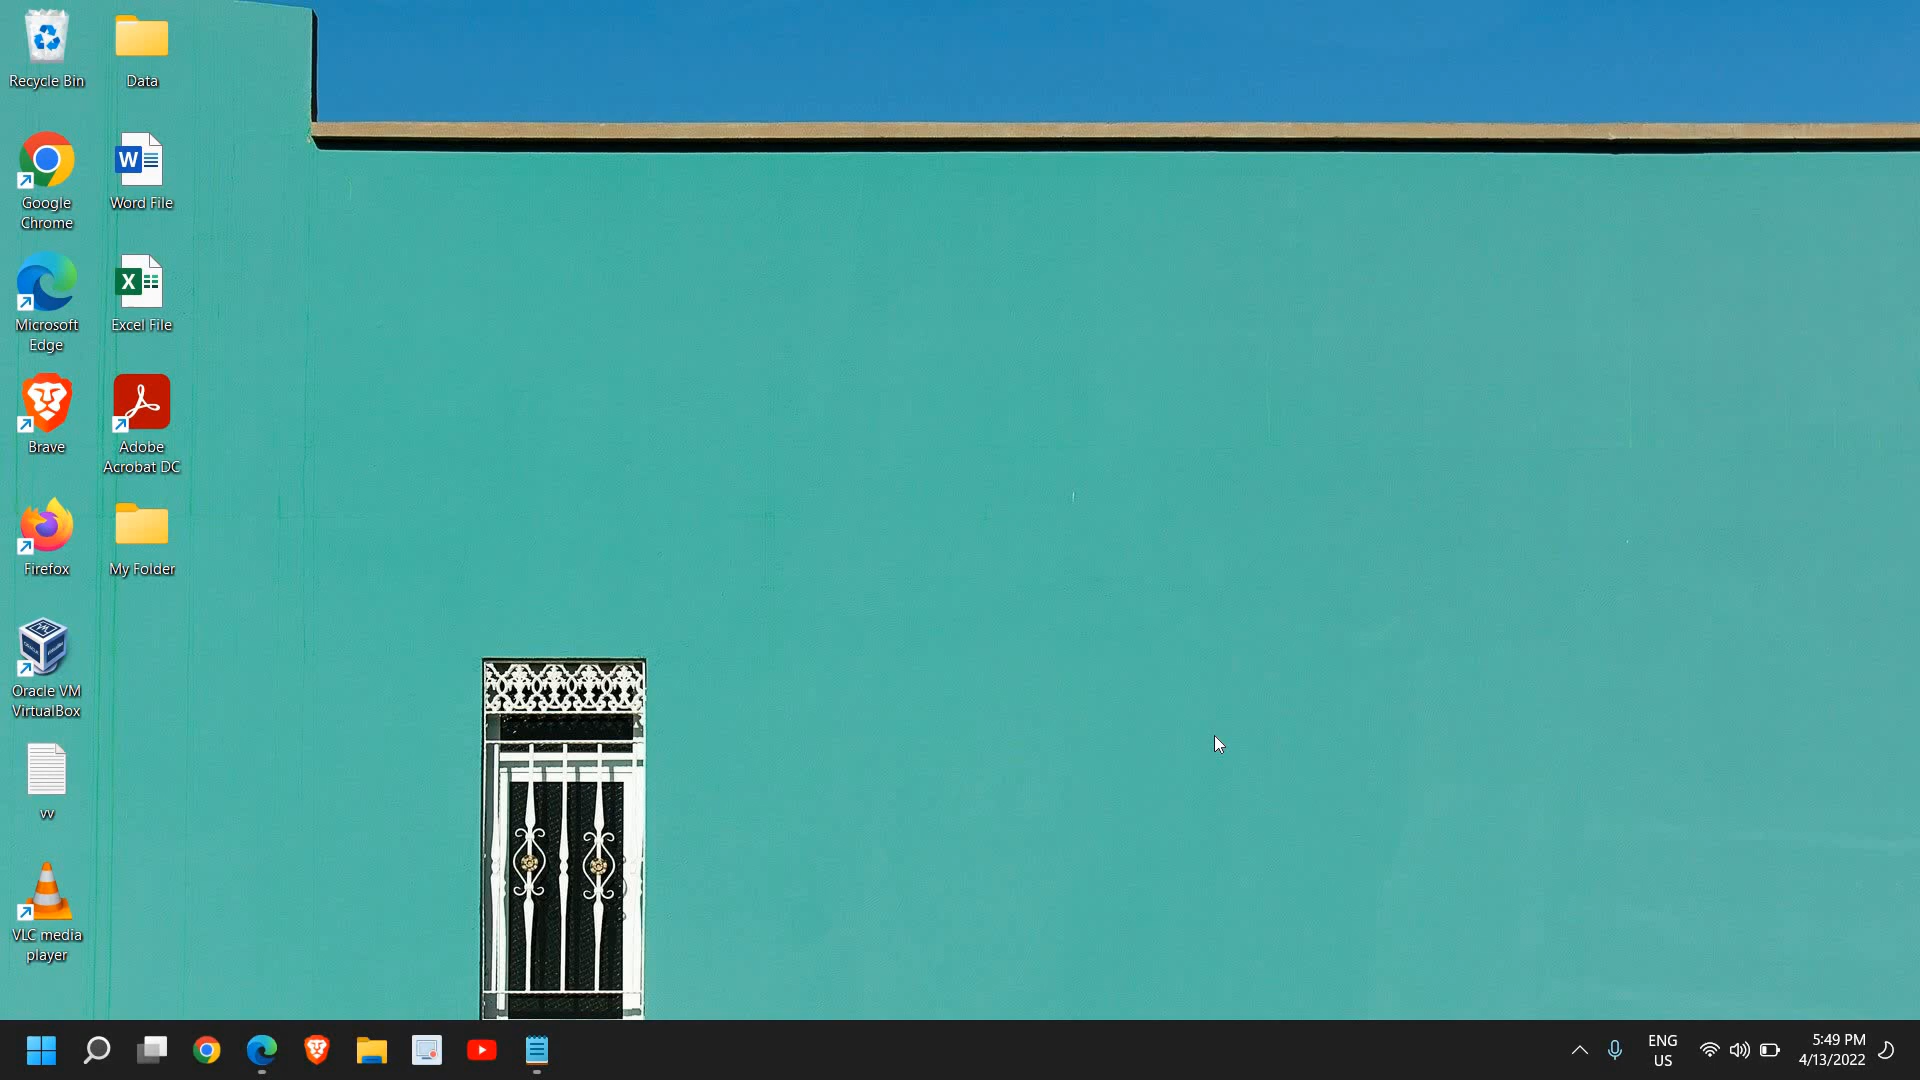 Recycle Bin
Data
Google
Chrome
Word File
Microsoft
Edge
Excel File
Brave
Adobe
Acrobat DC
Firefox
My Folder
Oracle VM
VirtualBox
vv
VLC media
player
ENG
US
5:49 PM
4/13/2022